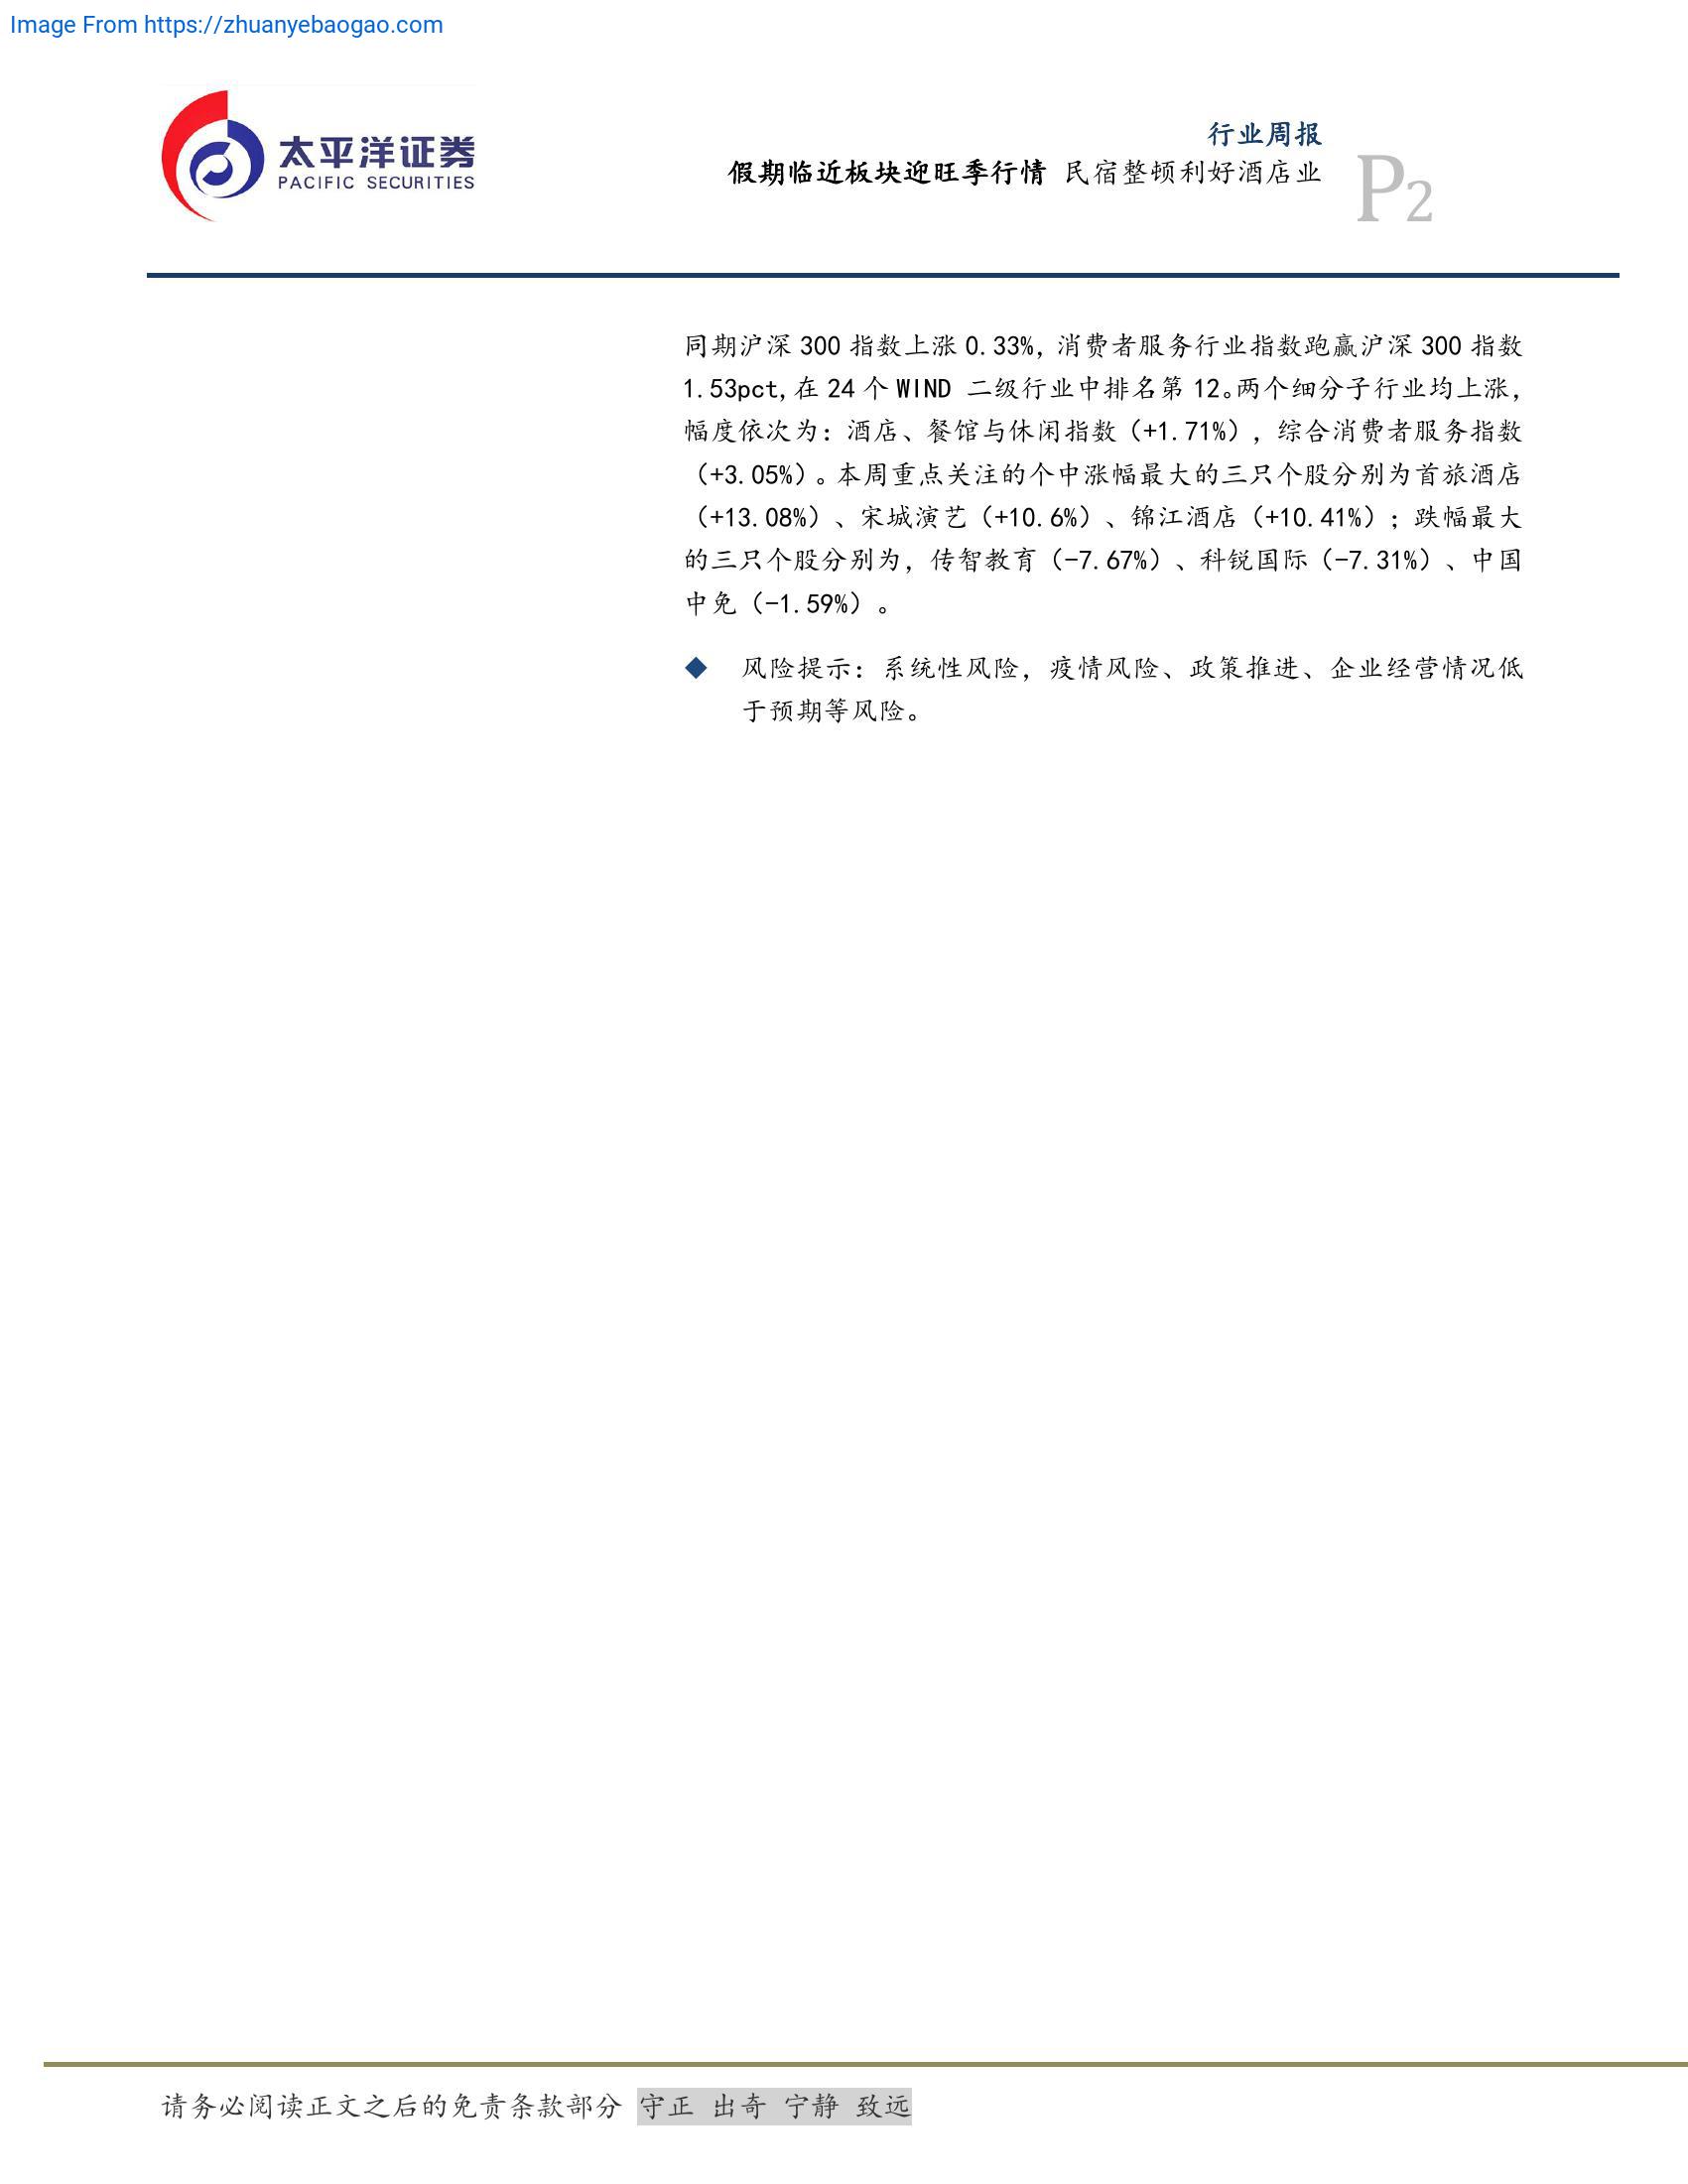 Image From https://zhuanyebaogao.com
太平洋证券
PACIFIC SECURITIES
行业周报
假期临近板块迎旺季行情 民宿整顿利好酒店业
P2
同期沪深 300 指数上涨 0.33%，消费者服务行业指数跑赢沪深 300 指数
1.53pct,在 24 个 WIND 二级行业中排名第 12。两个细分子行业均上涨，
幅度依次为：酒店、餐馆与休闲指数（+1.71%），综合消费者服务指数
（+3.05%）。本周重点关注的个中涨幅最大的三只个股分别为首旅酒店
（+13.08%）、宋城演艺（+10.6%）、锦江酒店（+10.41%）；跌幅最大
的三只个股分别为，传智教育（-7.67%）、科锐国际（-7.31%）、中国
中免（-1.59%）。
◆ 风险提示：系统性风险，疫情风险、政策推进、企业经营情况低
于预期等风险。
请务必阅读正文之后的免责条款部分 守正 出奇 宁静 致远